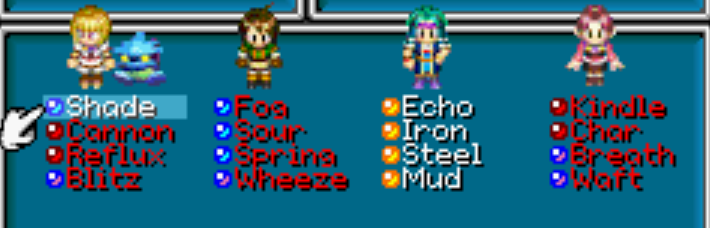 Shade Fog Echo Kindle
Cannon Sour Iron Char
Reflux Spring Steel Breath
Blitz Wheeze Mud Waft